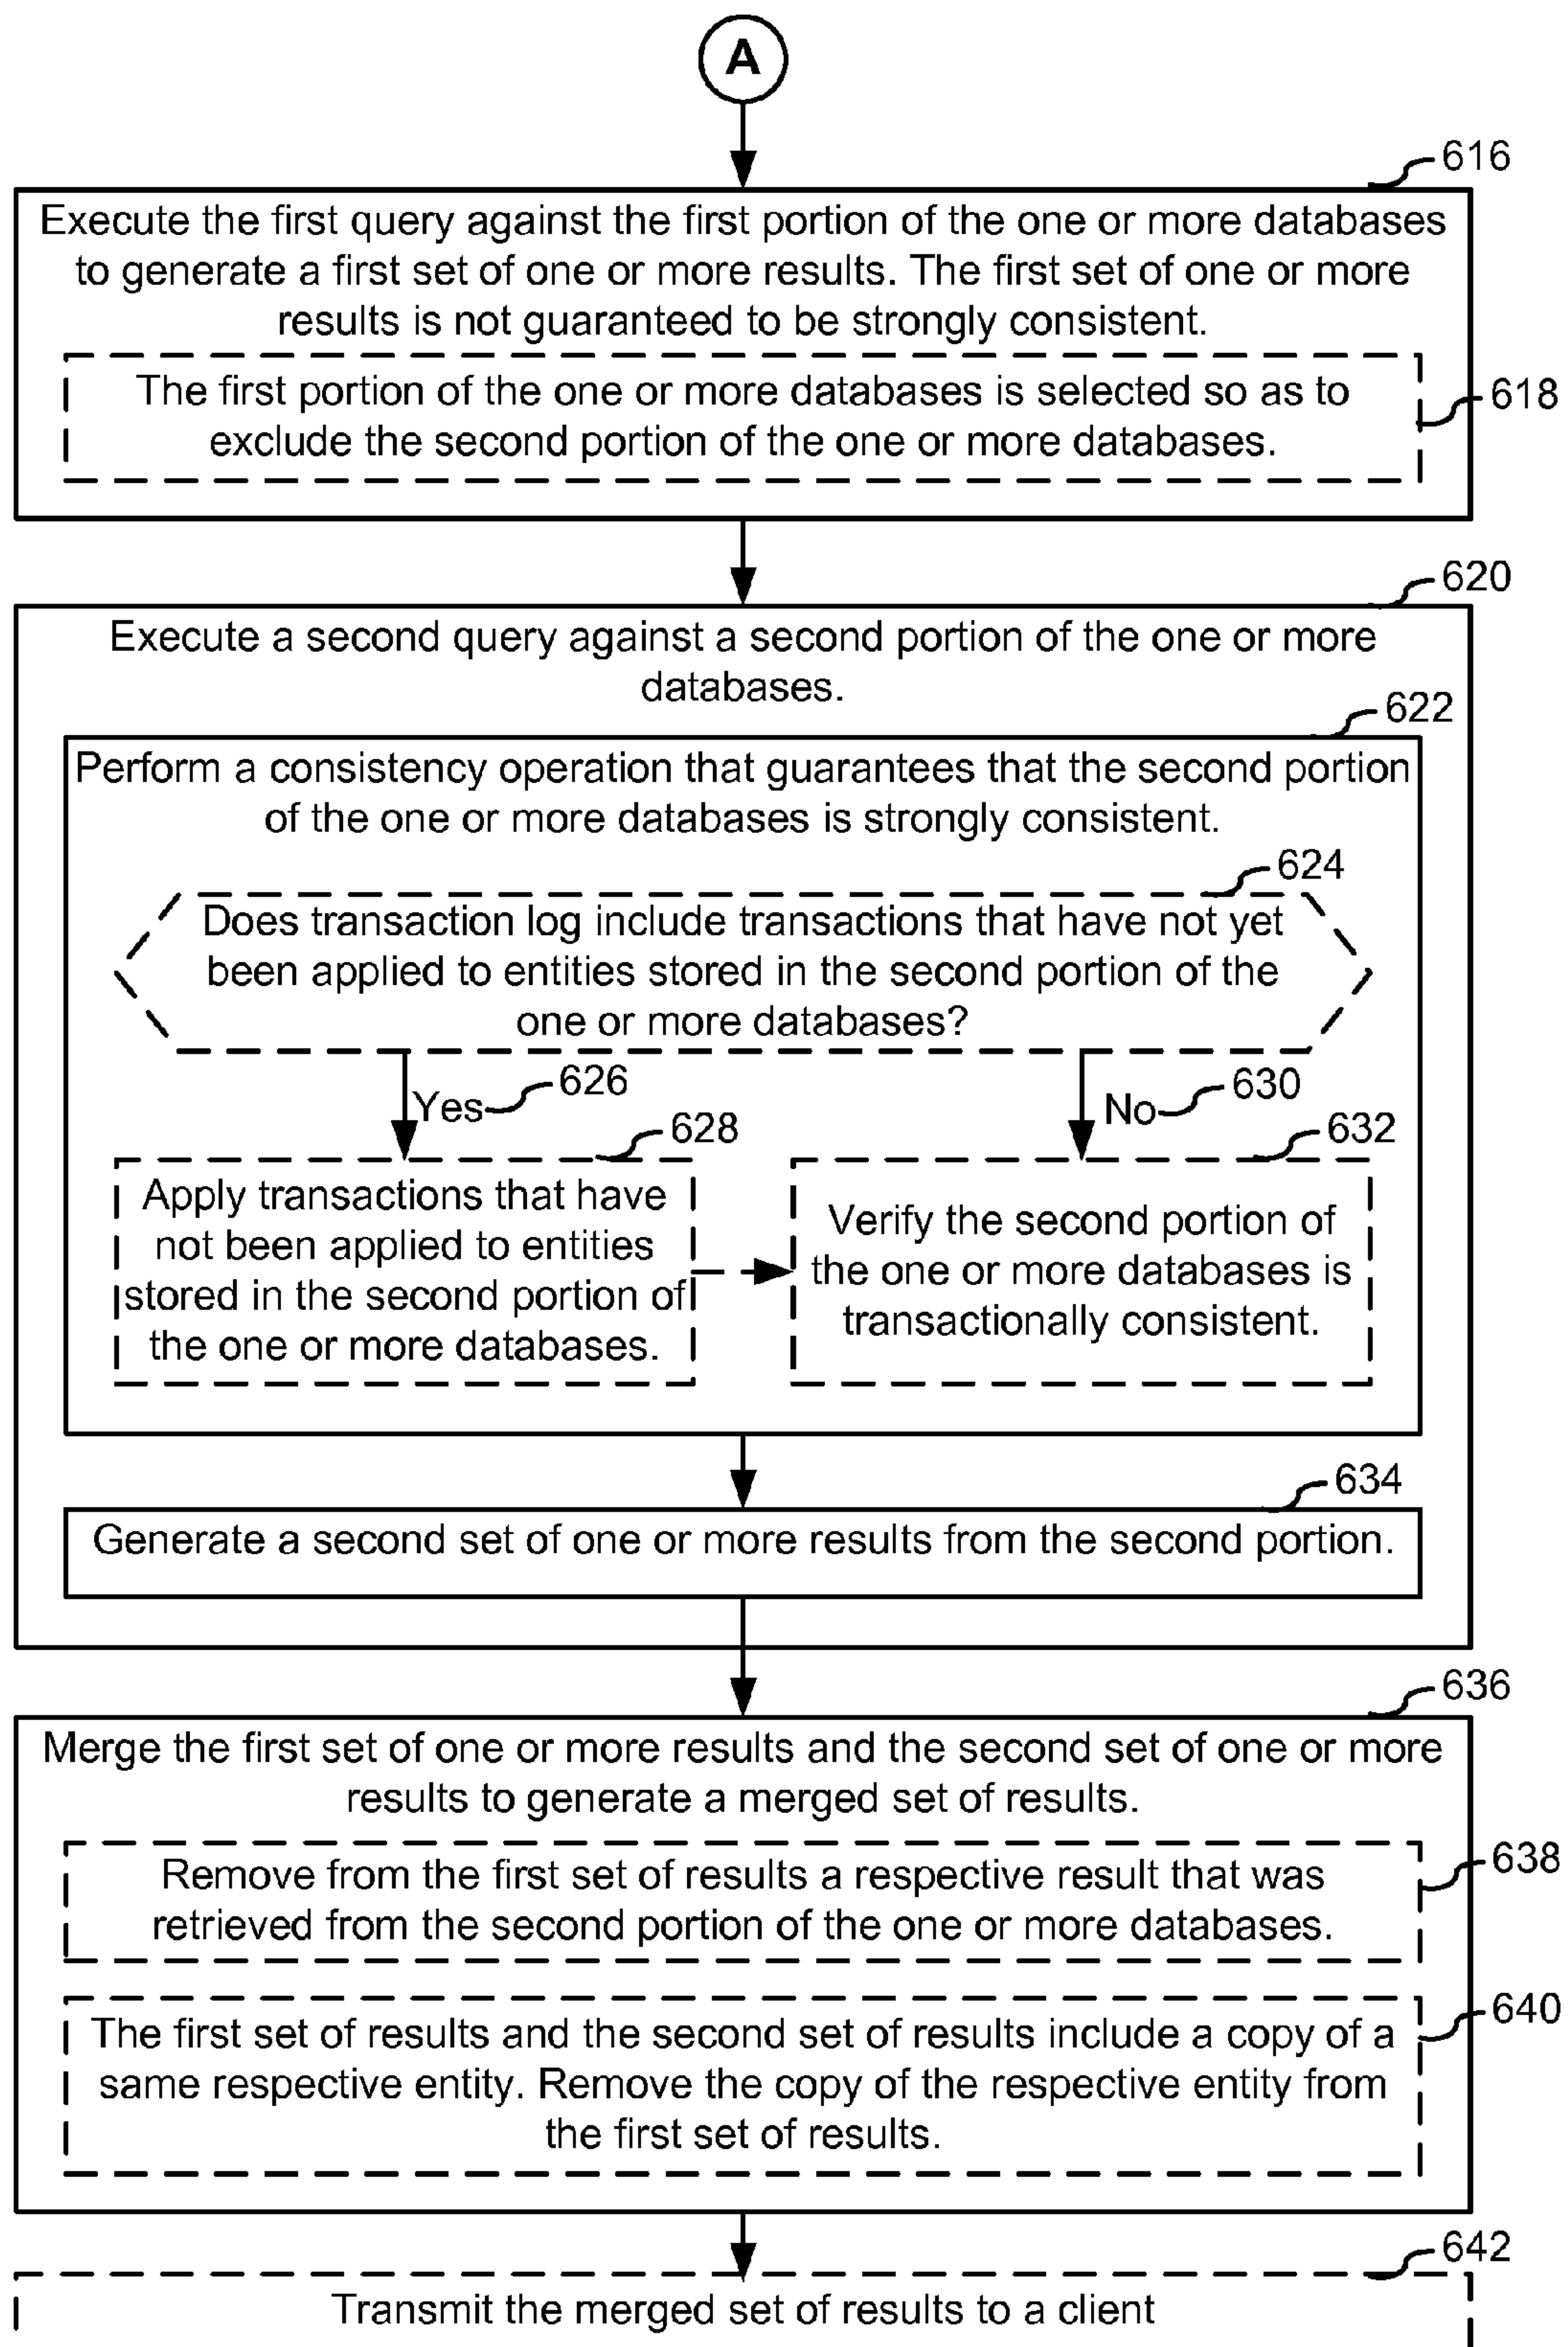 A
616
Execute the first query against the first portion of the one or more databases
to generate a first set of one or more results. The first set of one or more
results is not guaranteed to be strongly consistent.
The first portion of the one or more databases is selected so as to
exclude the second portion of the one or more databases.
618
620
Execute a second query against a second portion of the one or more
databases.
622
Perform a consistency operation that guarantees that the second portion
of the one or more databases is strongly consistent.
624
Does transaction log include transactions that have not yet
been applied to entities stored in the second portion of the
one or more databases?
Yes
626
No
630
628
Apply transactions that have
not been applied to entities
stored in the second portion of
the one or more databases.
632
Verify the second portion of
the one or more databases is
transactionally consistent.
634
Generate a second set of one or more results from the second portion.
636
Merge the first set of one or more results and the second set of one or more
results to generate a merged set of results.
Remove from the first set of results a respective result that was
retrieved from the second portion of the one or more databases.
638
The first set of results and the second set of results include a copy of a
same respective entity. Remove the copy of the respective entity from
the first set of results.
640
642
Transmit the merged set of results to a client